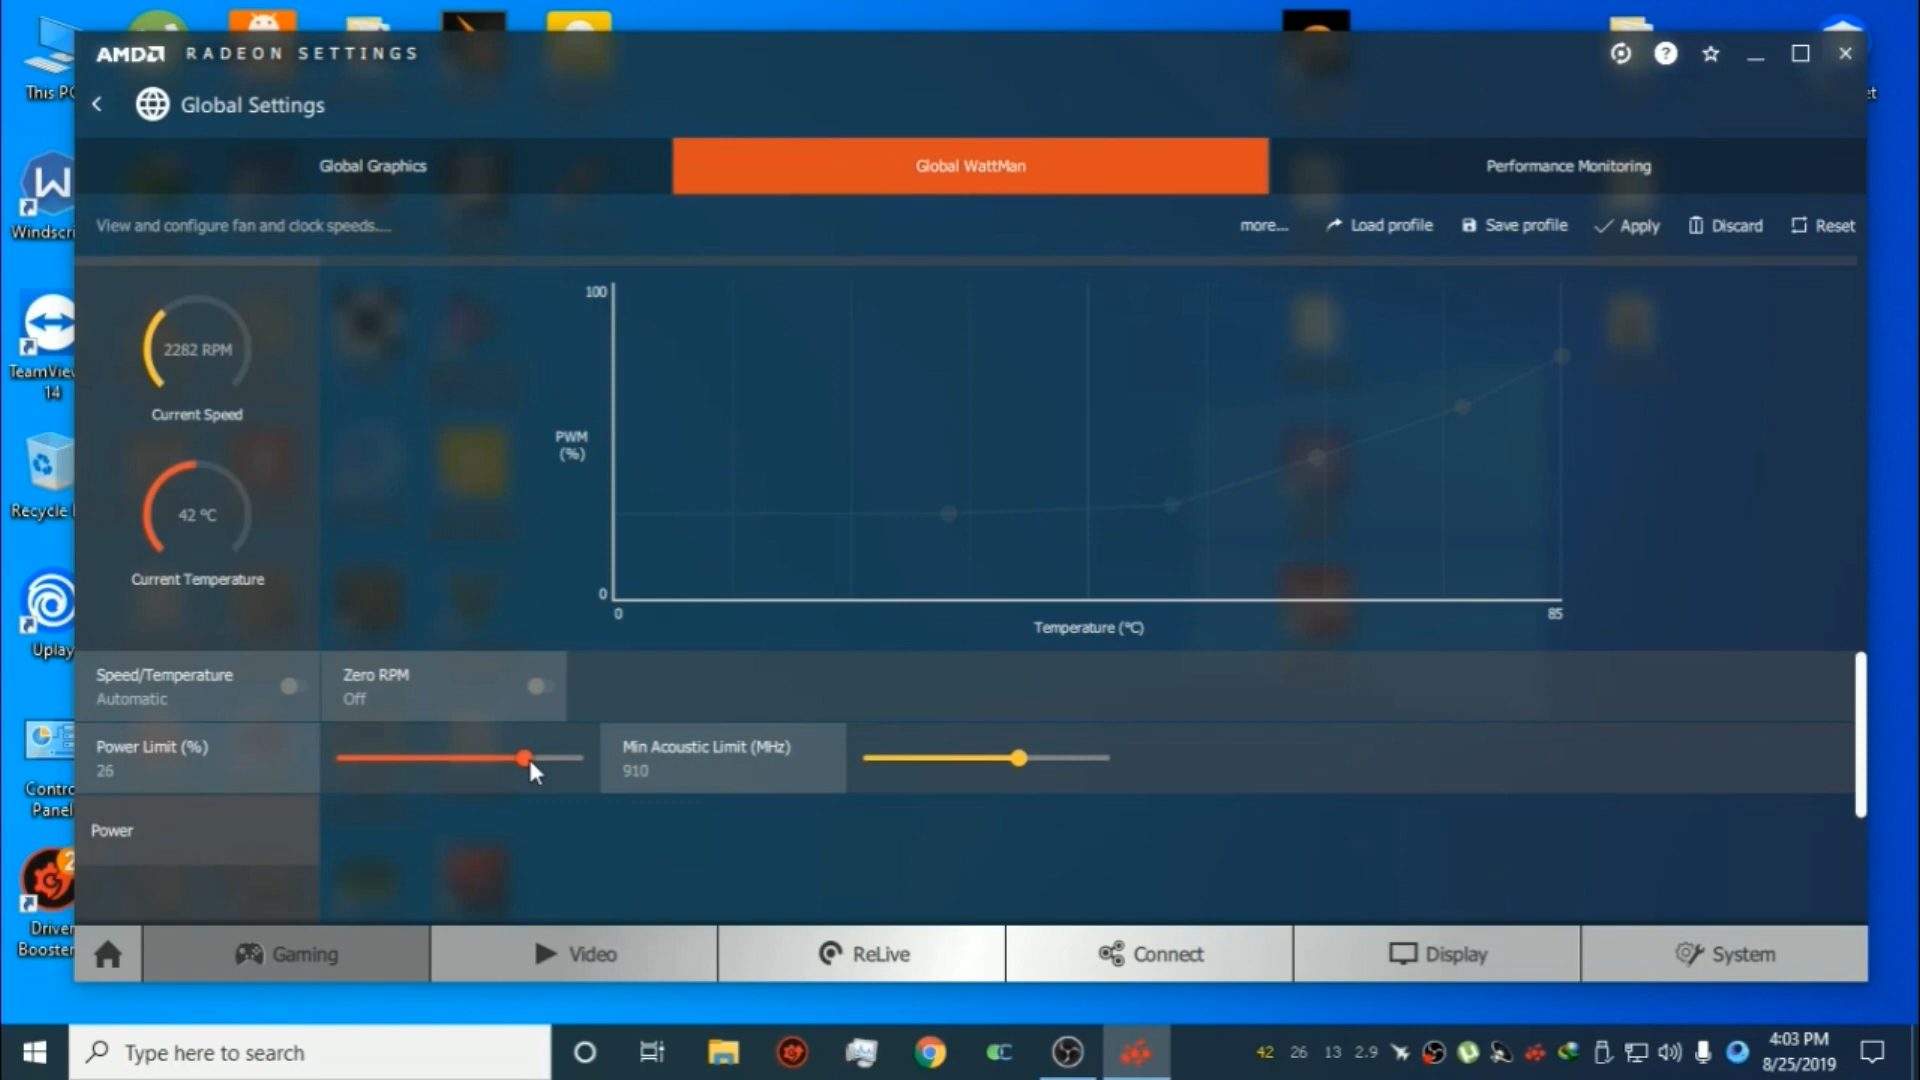 This PC
Windscri
TeamView
14
Recycle
Uplay
Contro
Panel
2
Driver
Booster
AMD RADEON SETTINGS
Global Settings
Global Graphics
Global WattMan
Performance Monitoring
View and configure fan and clock speeds....
more...
Load profile
Save profile
Apply
Discard
Reset
2282 RPM
Current Speed
42 °C
Current Temperature
100
PWM
(%)
0
0
85
Temperature (°C)
Speed/Temperature
Automatic
Zero RPM
Off
Power Limit (%)
26
Min Acoustic Limit (MHz)
910
Power
Gaming
Video
ReLive
Connect
Display
System
Type here to search
42 26 13 2.9
4:03 PM
8/25/2019